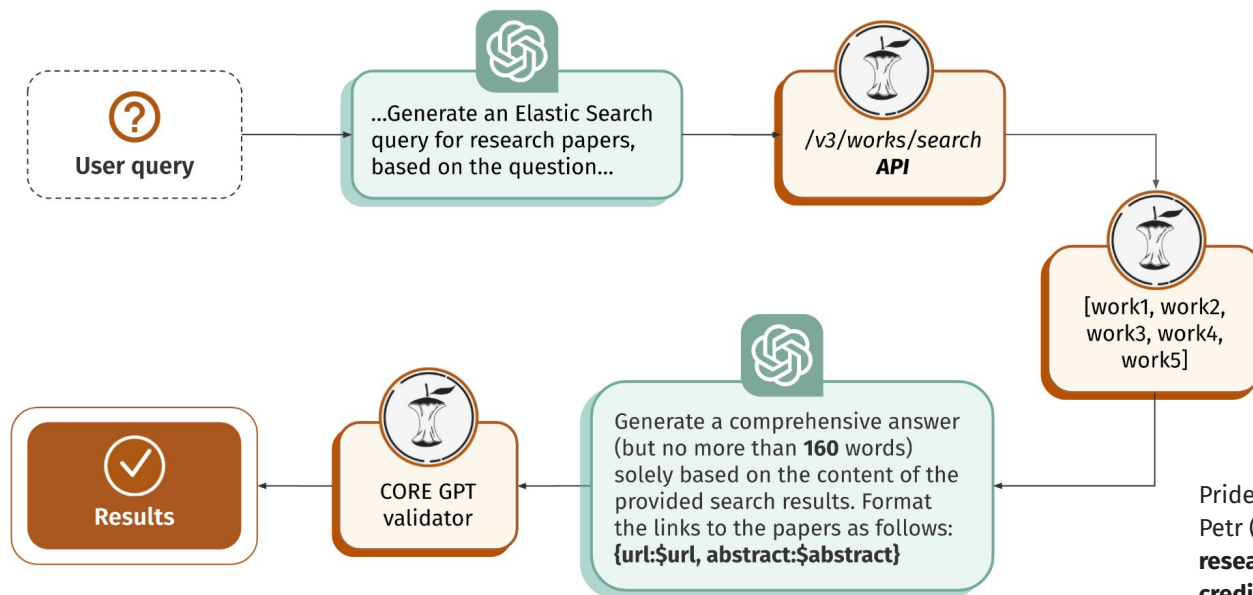 User query
...Generate an Elastic Search
query for research papers,
based on the question...
/v3/works/search
API
[work1, work2,
work3, work4,
work5]
Generate a comprehensive answer
(but no more than 160 words)
solely based on the content of the
provided search results. Format
the links to the papers as follows:
{url:$url, abstract:$abstract}
CORE GPT
validator
Results
Pride
Petr (
resea
credi